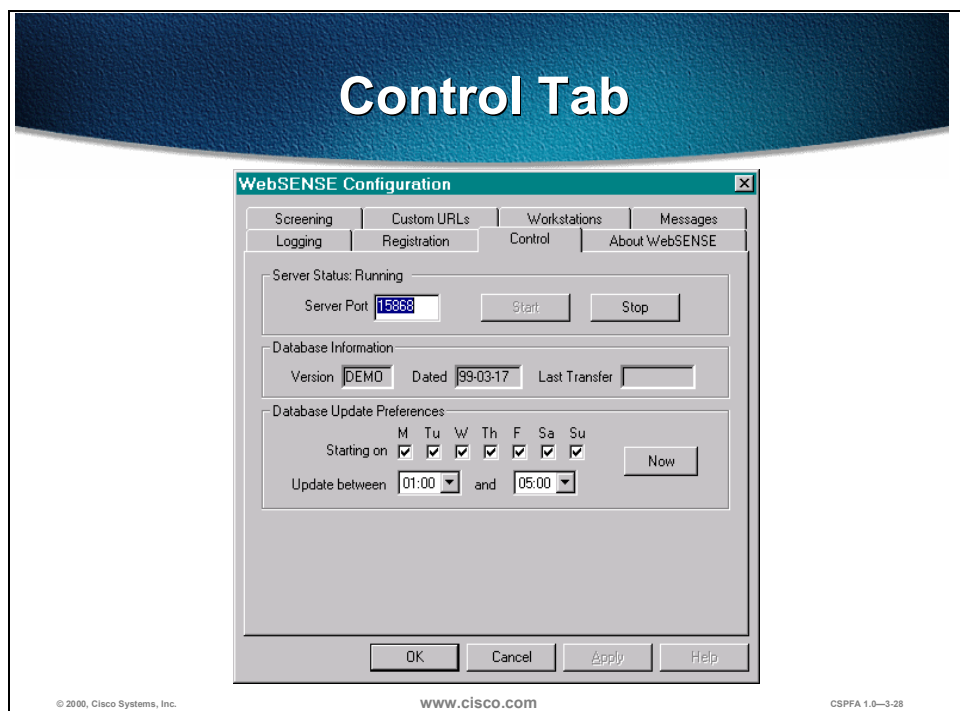 Control Tab
WebSENSE Configuration
Screening Custom URLs Workstations Messages
Logging Registration Control About WebSENSE
Server Status: Running
Server Port 15868 Start Stop
Database Information
Version DEMO Dated 99-03-17 Last Transfer
Database Update Preferences
M Tu W Th F Sa Su
Starting on
Now
Update between 01:00 and 05:00
OK Cancel Apply Help
© 2000, Cisco Systems, Inc. www.cisco.com CSPFA 1.0—3-28